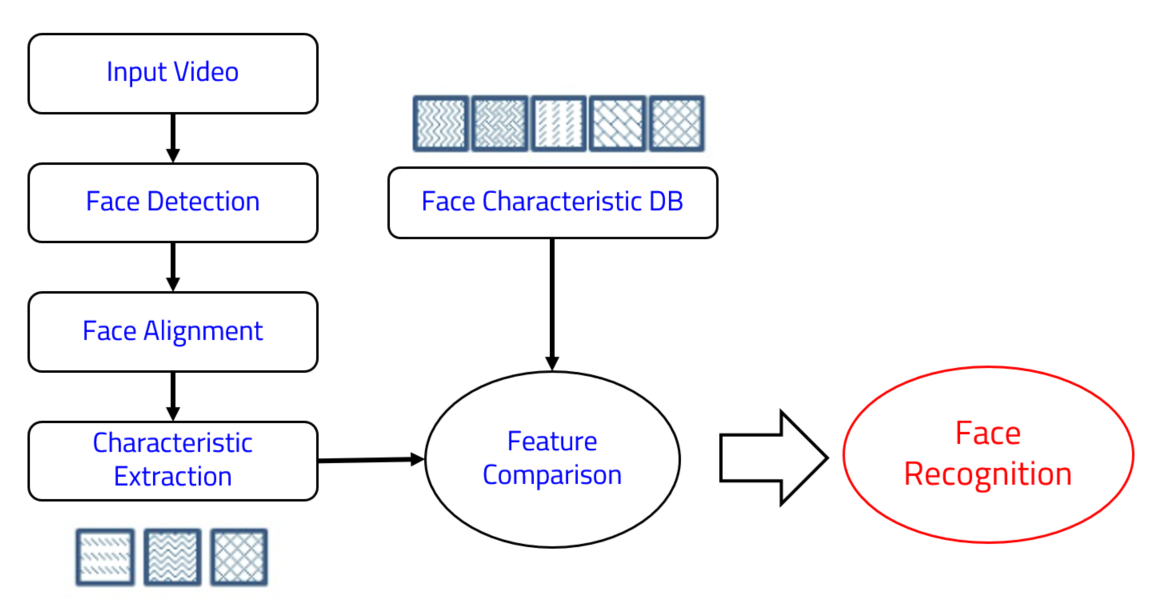 Input Video
Face Detection
Face Alignment
Characteristic
Extraction
Face Characteristic DB
Feature
Comparison
Face
Recognition